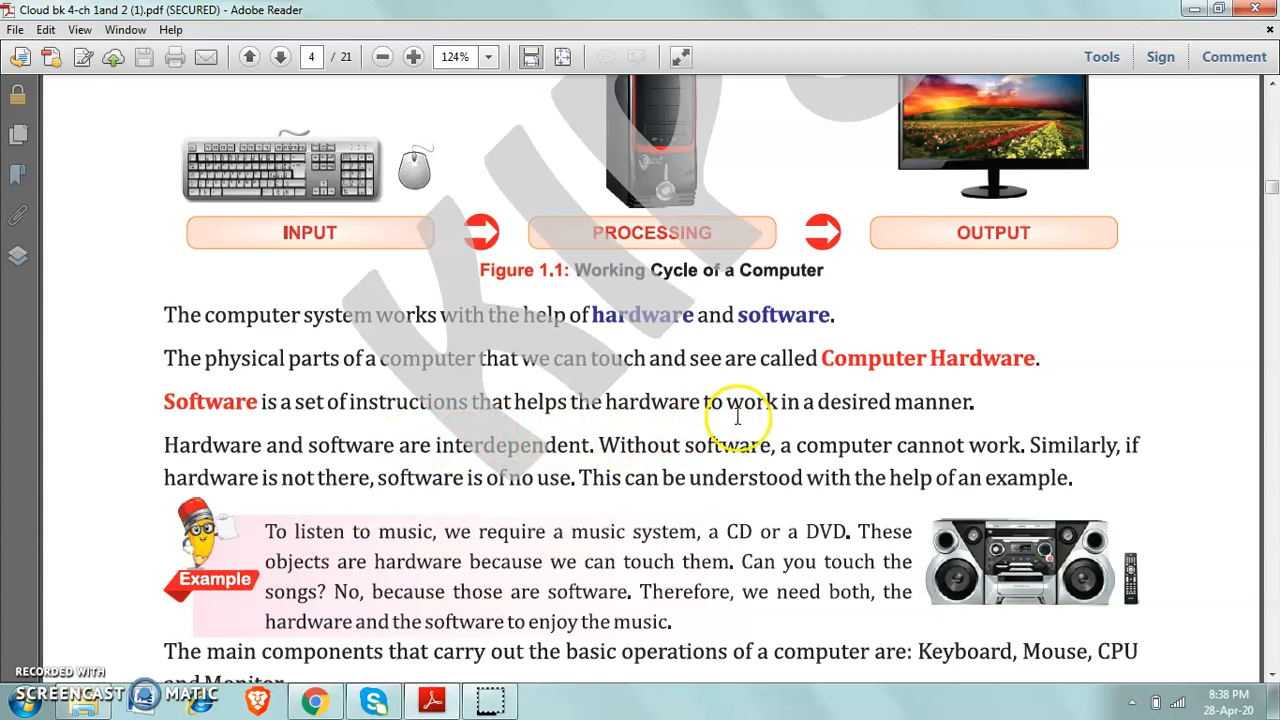 Cloud bk 4-ch 1and 2 (1).pdf (SECURED) - Adobe Reader
File Edit View Window Help
4 / 21 124% Tools Sign Comment
INPUT PROCESSING OUTPUT
Figure 1.1: Working Cycle of a Computer
The computer system works with the help of hardware and software.
The physical parts of a computer that we can touch and see are called Computer Hardware.
Software is a set of instructions that helps the hardware to work in a desired manner.
Hardware and software are interdependent. Without software, a computer cannot work. Similarly, if
hardware is not there, software is of no use. This can be understood with the help of an example.
To listen to music, we require a music system, a CD or a DVD. These
objects are hardware because we can touch them. Can you touch the
Example
songs? No, because those are software. Therefore, we need both, the
hardware and the software to enjoy the music.
The main components that carry out the basic operations of a computer are: Keyboard, Mouse, CPU
and Monitor.
RECORDED WITH
SCREENCAST MATIC
8:38 PM
28-Apr-20